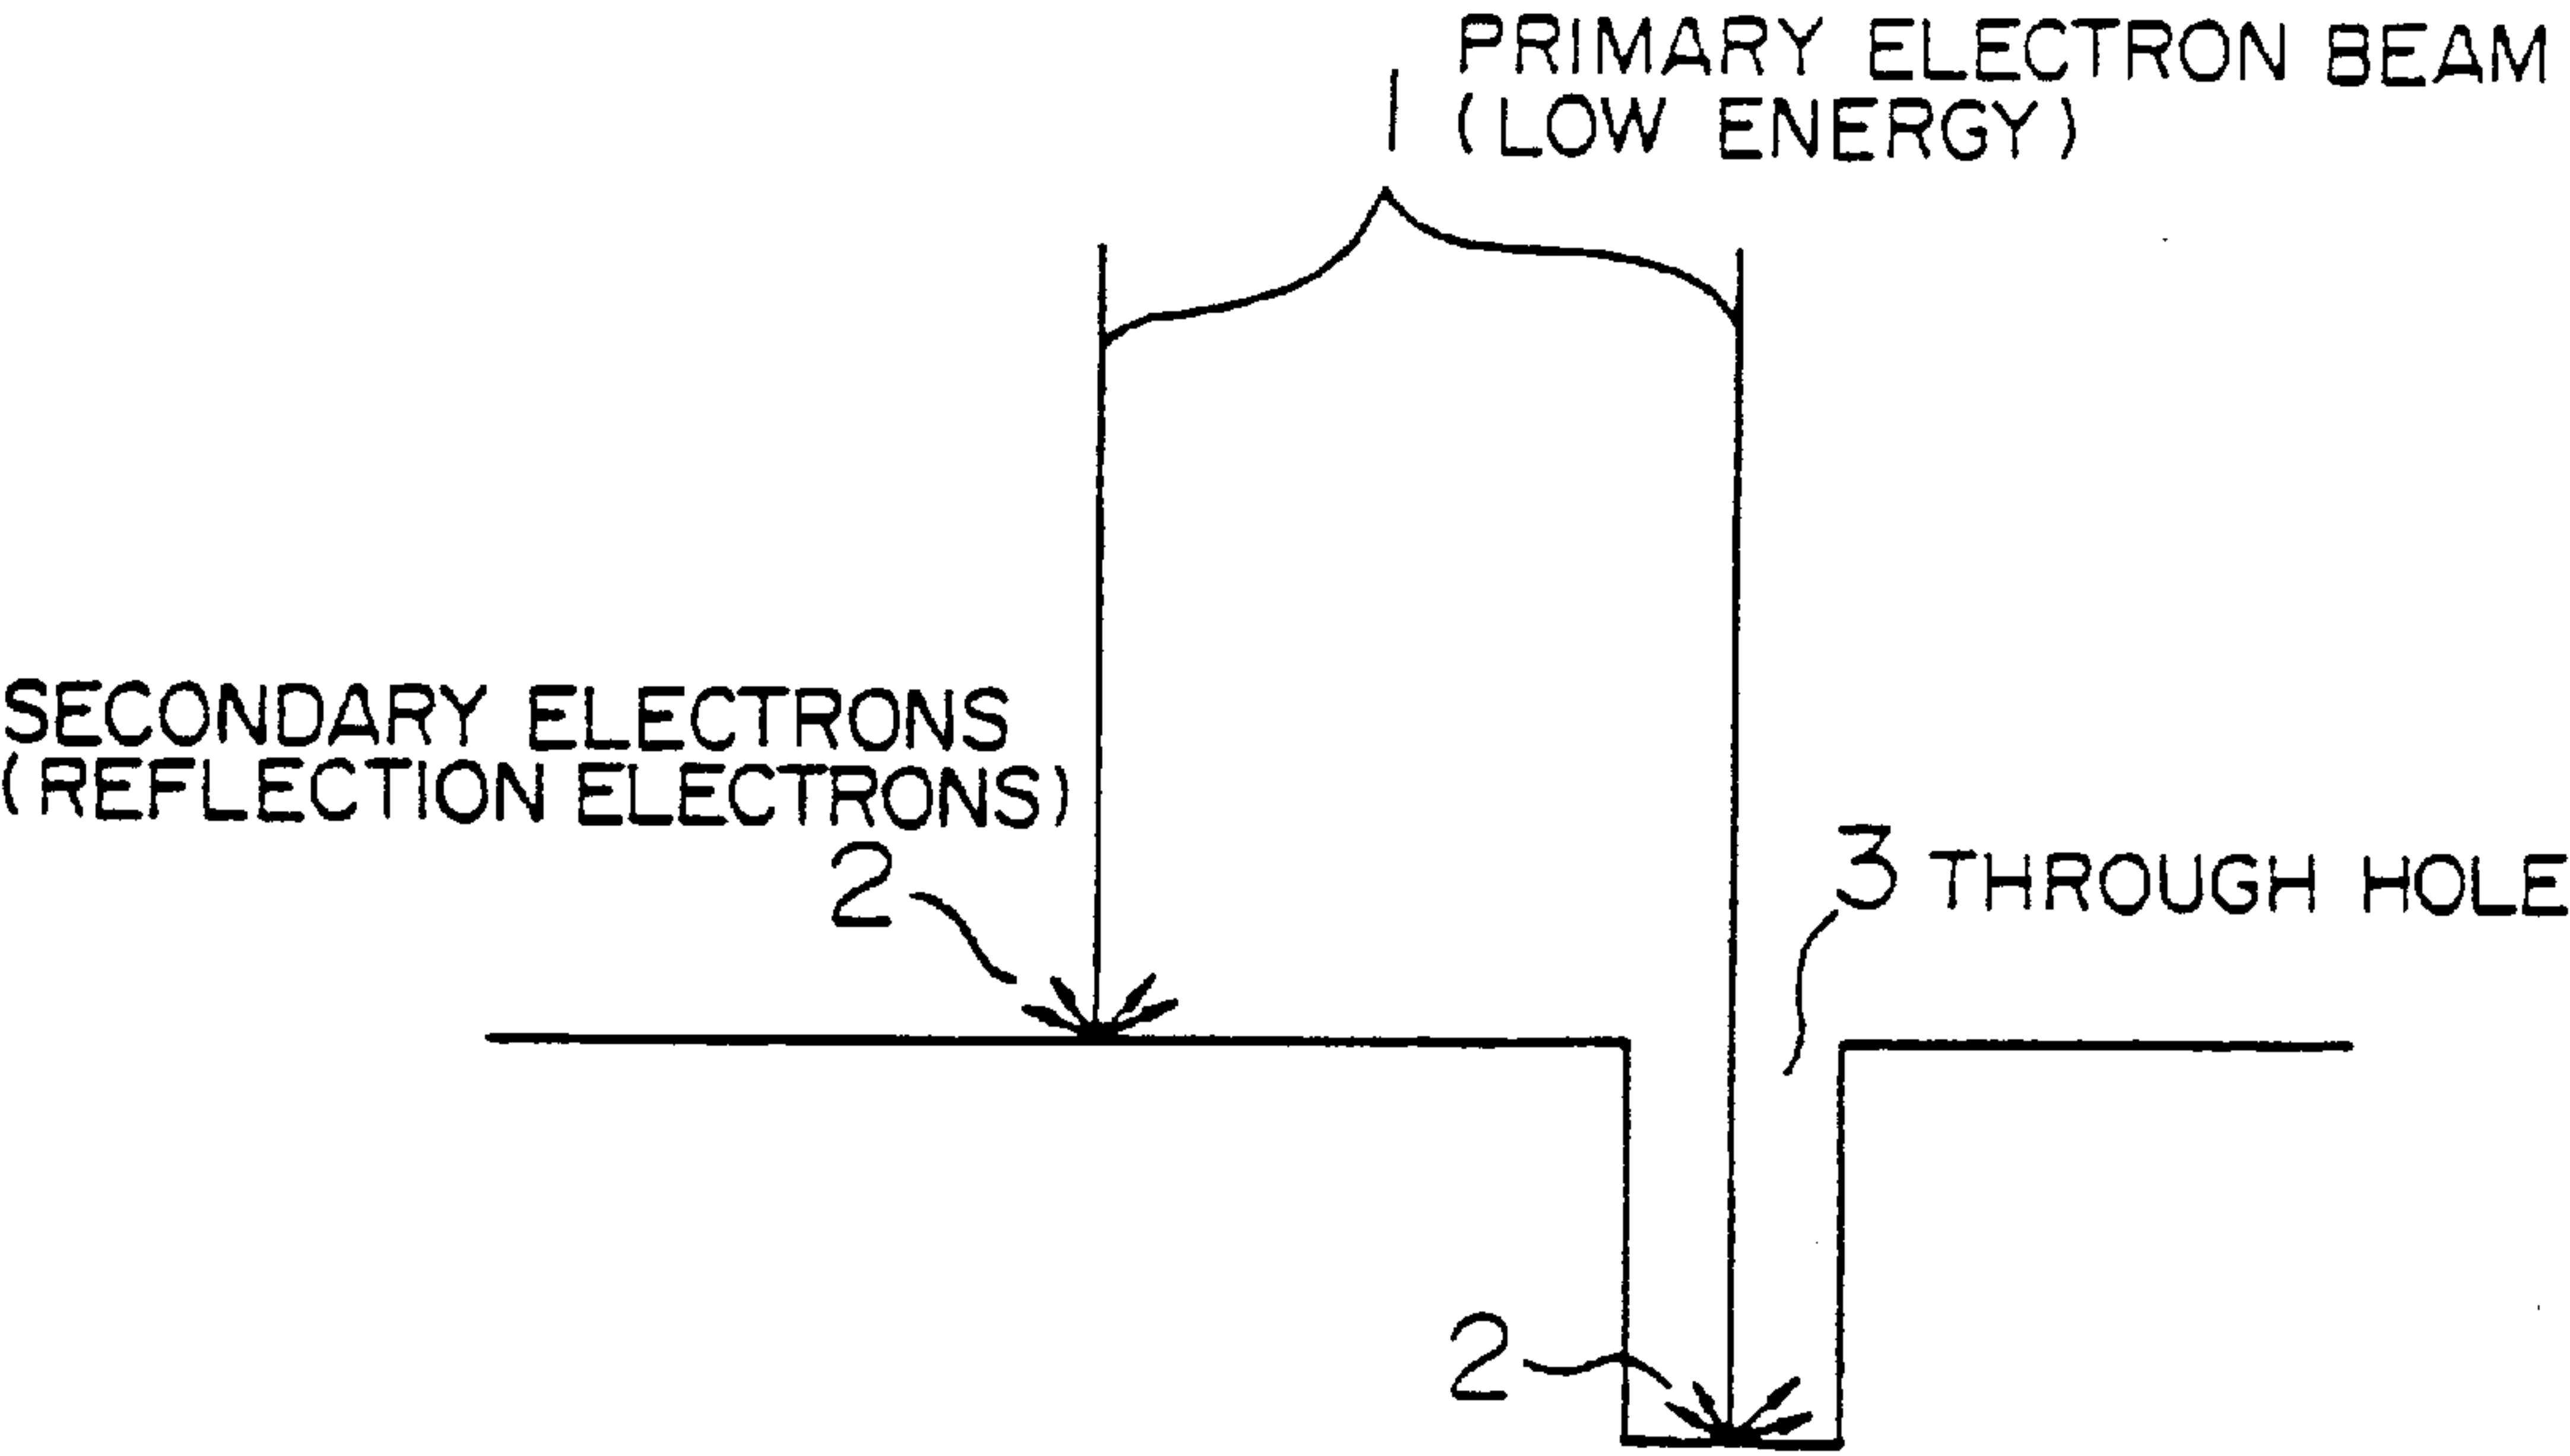 1 PRIMARY ELECTRON BEAM
(LOW ENERGY)
SECONDARY ELECTRONS
(REFLECTION ELECTRONS)
2
3 THROUGH HOLE
2